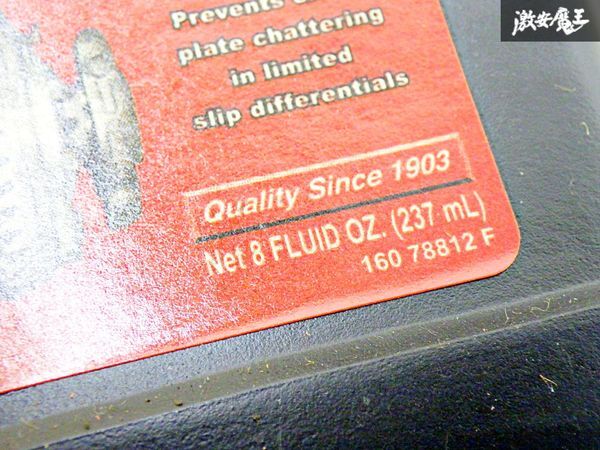 激安魔王
Prevents
plate chattering
in limited
slip differentials
Quality Since 1903
Net 8 FLUID OZ. (237 mL)
160 78812 F